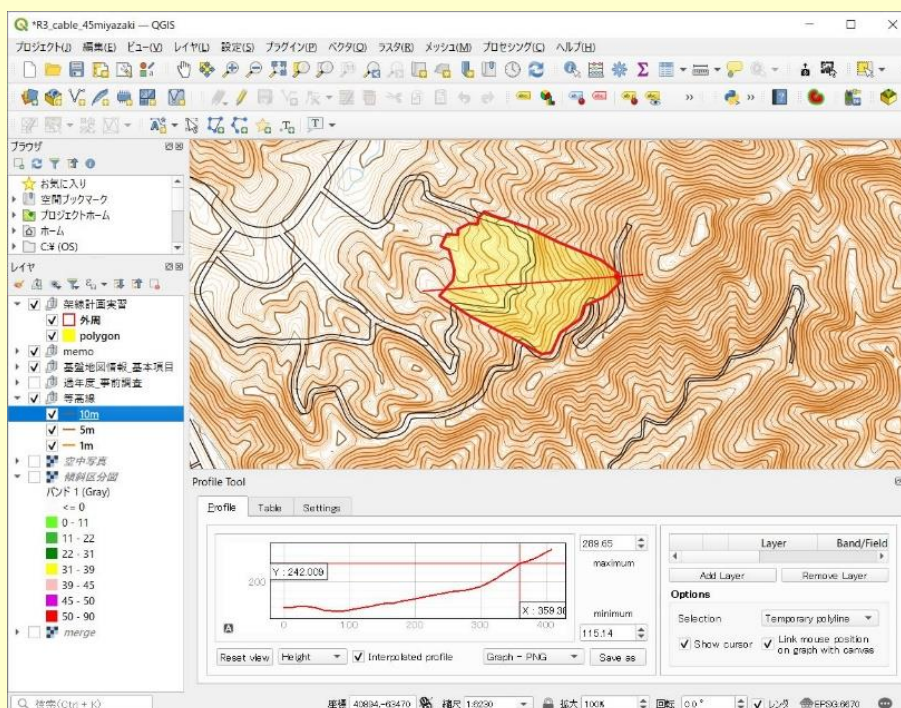 *R3_cable_45miyazaki — QGIS
プロジェクト(J) 編集(E) ビュー(V) レイヤ(L) 設定(S) プラグイン(P) ベクタ(O) ラスタ(R) メッシュ(M) プロセシング(C) ヘルプ(H)
ブラウザ
お気に入り
空間ブックマーク
プロジェクトホーム
ホーム
C:¥ (OS)
レイヤ
架線計画実習
外周
polygon
memo
基盤地図情報_基本項目
過年度_事前調査
等高線
10m
5m
1m
空中写真
傾斜区分図
バンド 1 (Gray)
<= 0
0 - 11
11 - 22
22 - 31
31 - 39
39 - 45
45 - 50
50 - 90
merge
Profile Tool
Profile Table Settings
200
Y : 242.009
X : 359.36
0 100 200 300 400
289.65
maximum
minimum
115.14
Reset view Height Interpolated profile Graph - PNG Save as
Layer Band/Field
Add Layer Remove Layer
Options
Selection Temporary polyline
Show cursor Link mouse position on graph with canvas
検索(Ctrl + K) 座標 40894,-63470 縮尺 1:6230 拡大 100% 回転 0.0 ° レンダ EPSG:6670